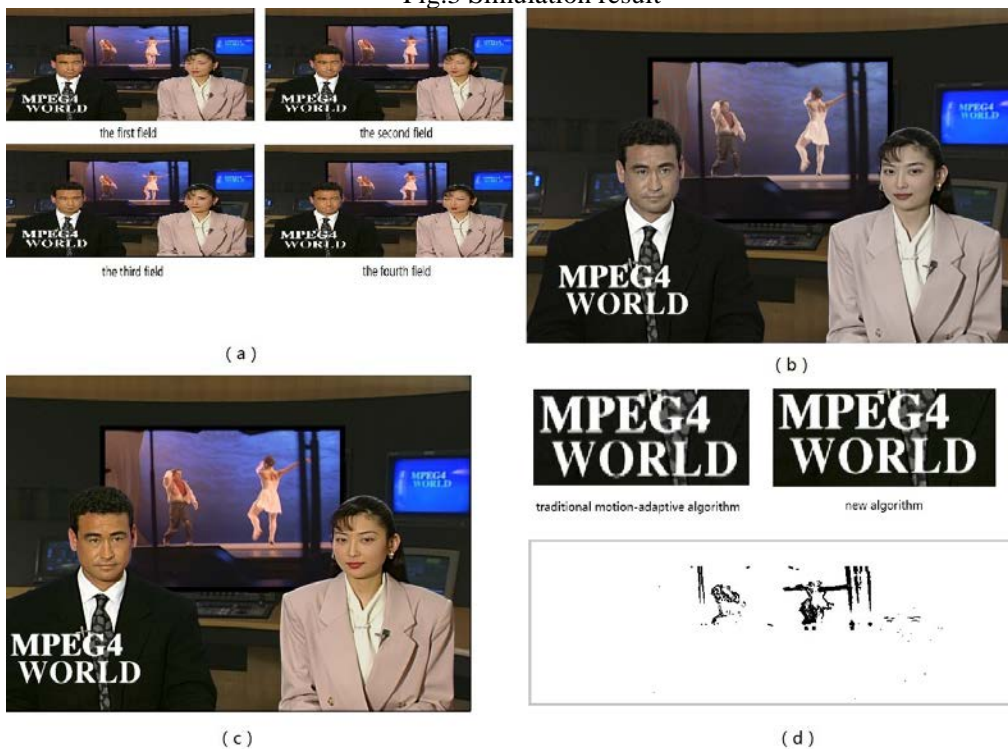 Fig.3 Simulation result
MPEG4
WORLD
MPEG4
WORLD
the first field
the second field
MPEG4
WORLD
MPEG4
WORLD
the third field
the fourth field
( a )
MPEG4
WORLD
MPEG4
WORLD
( b )
MPEG4
WORLD
MPEG4
WORLD
( c )
MPEG4
WORLD
MPEG4
WORLD
traditional motion-adaptive algorithm
new algorithm
( d )